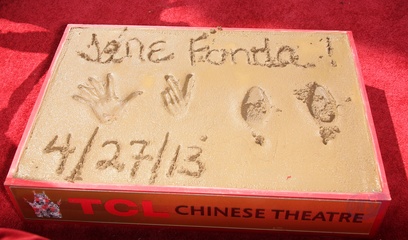 Jane Fonda!
4/27/13
TCL CHINESE THEATRE